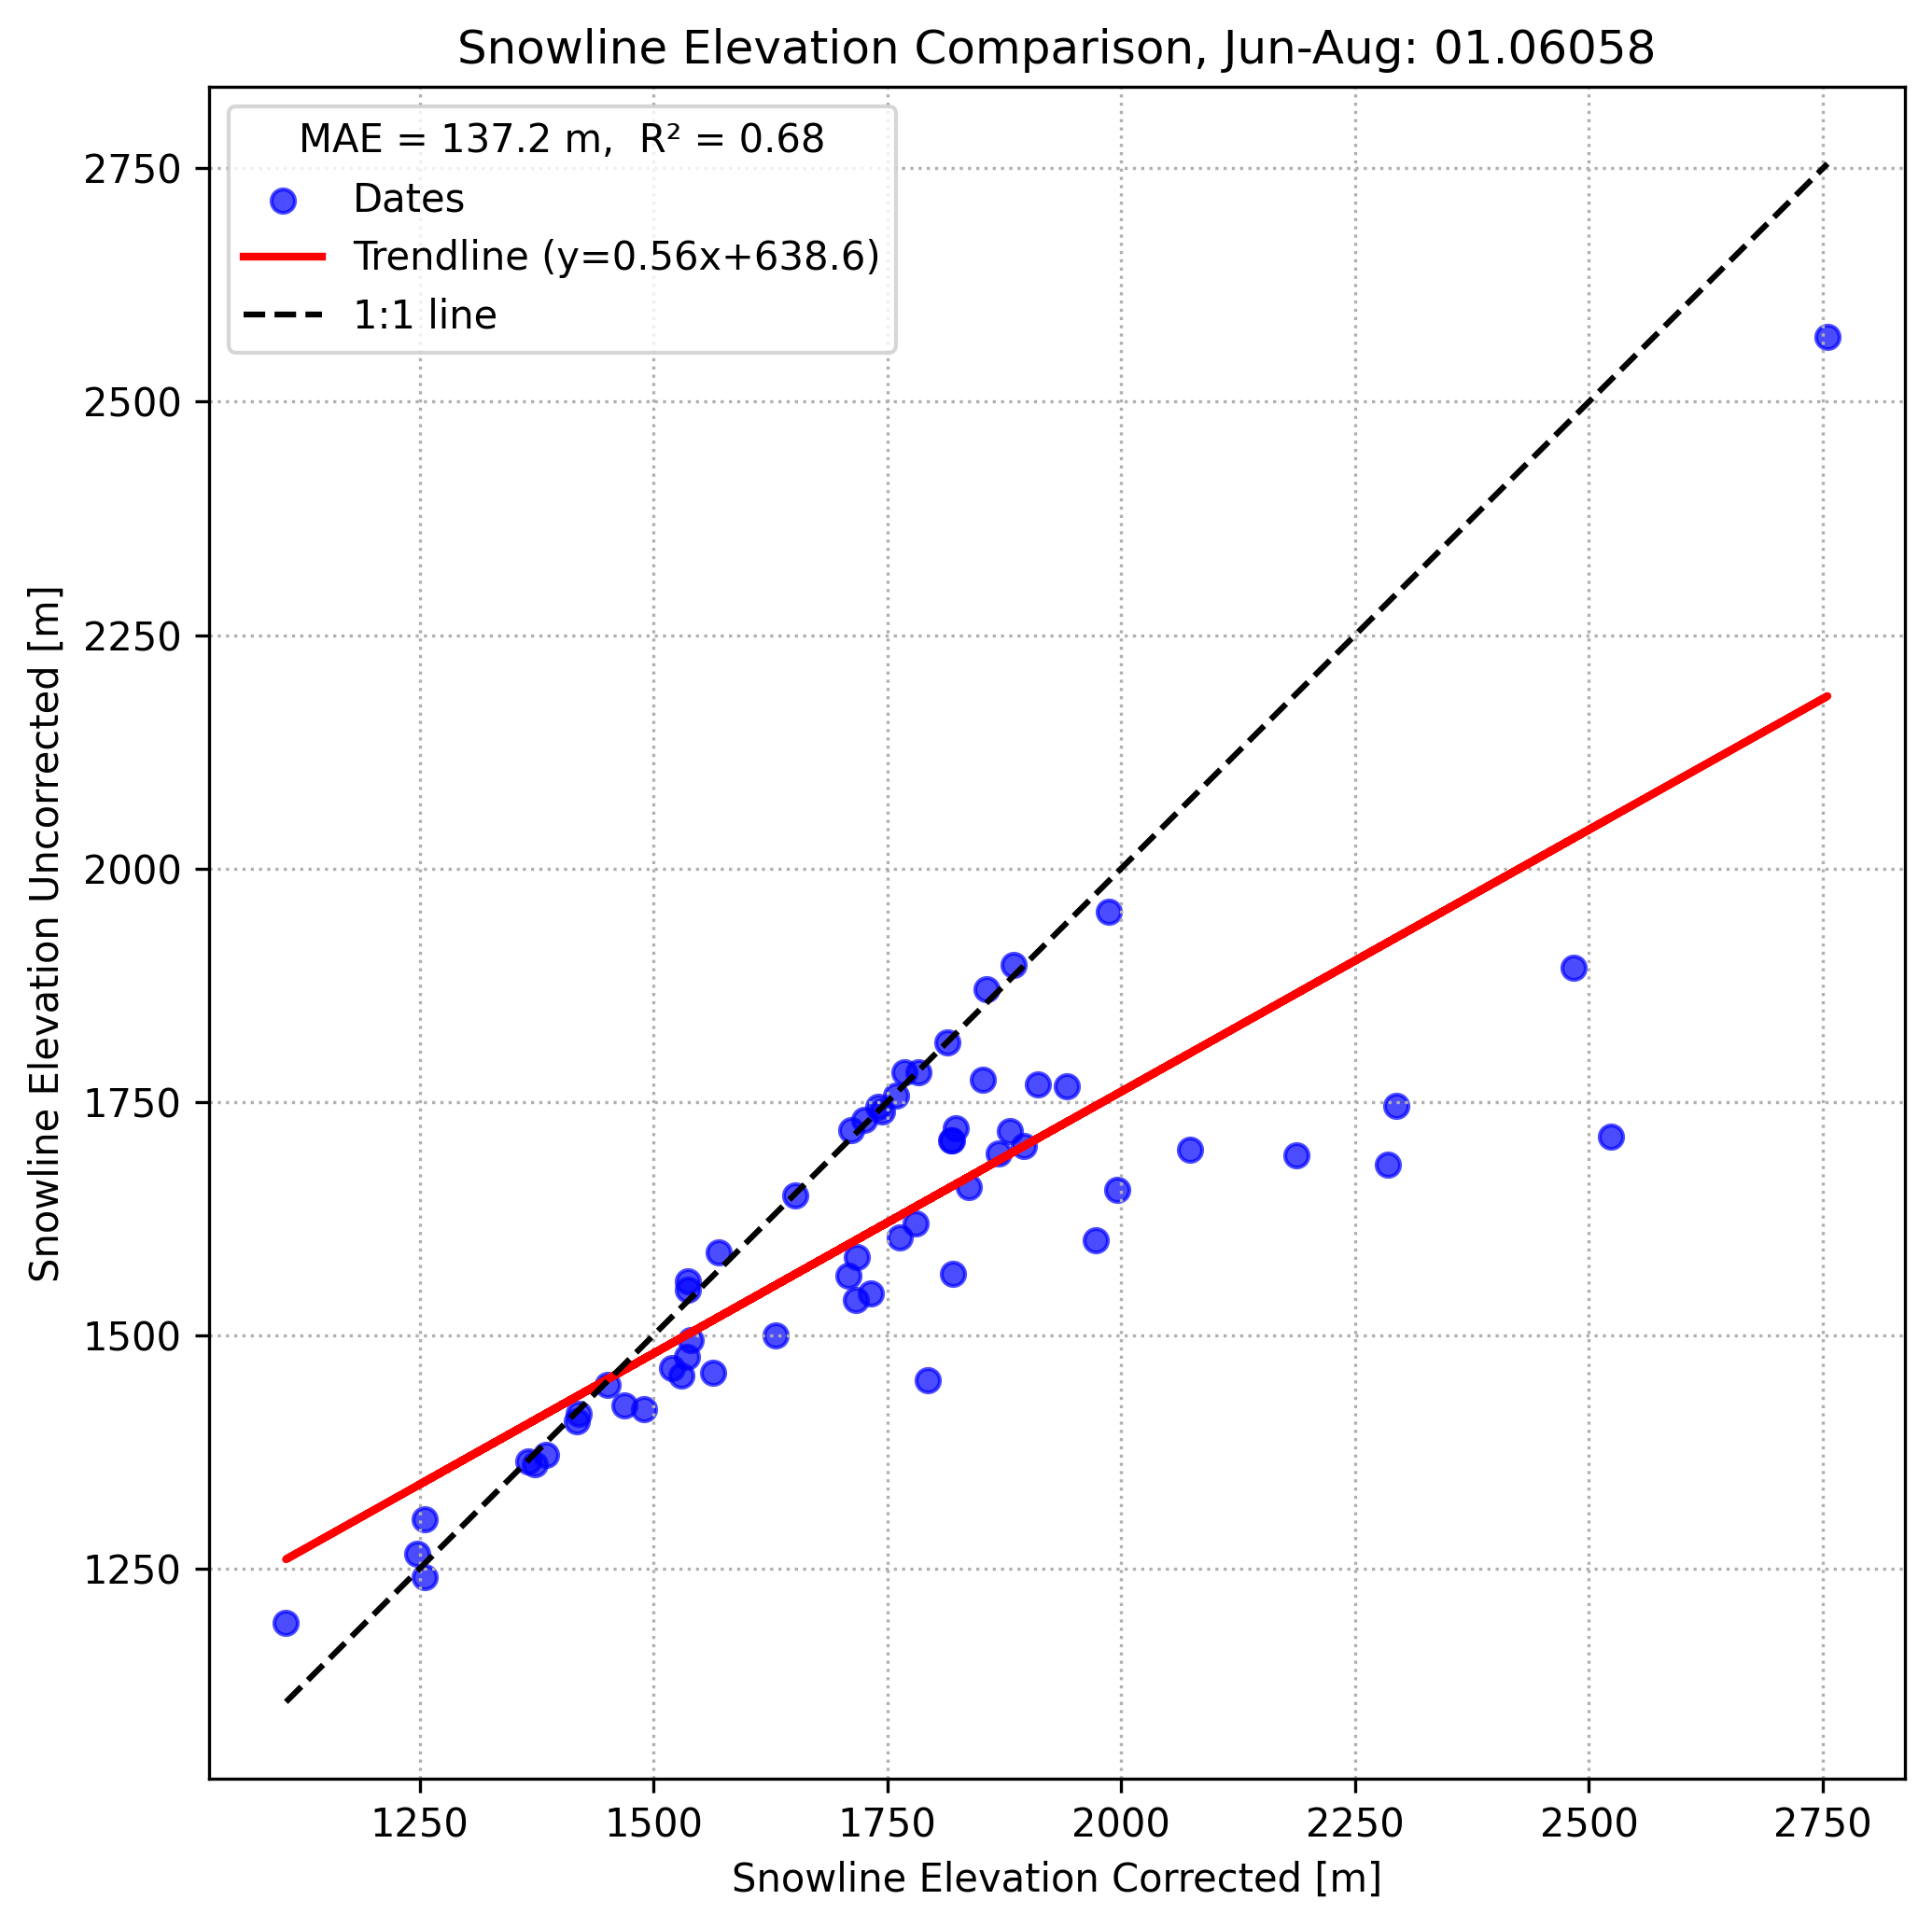 Snowline Elevation Comparison, Jun-Aug: 01.06058
MAE = 137.2 m,  R² = 0.68
Dates
Trendline (y=0.56x+638.6)
1:1 line
Snowline Elevation Uncorrected [m]
2750
2500
2250
2000
1750
1500
1250
1250 1500 1750 2000 2250 2500 2750
Snowline Elevation Corrected [m]